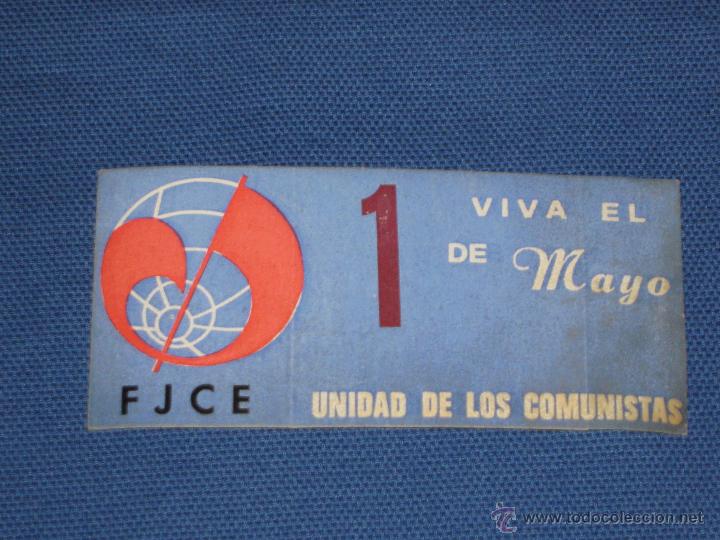 VIVA EL
1 DE Mayo
FJCE
UNIDAD DE LOS COMUNISTAS
© www.todocoleccion.net